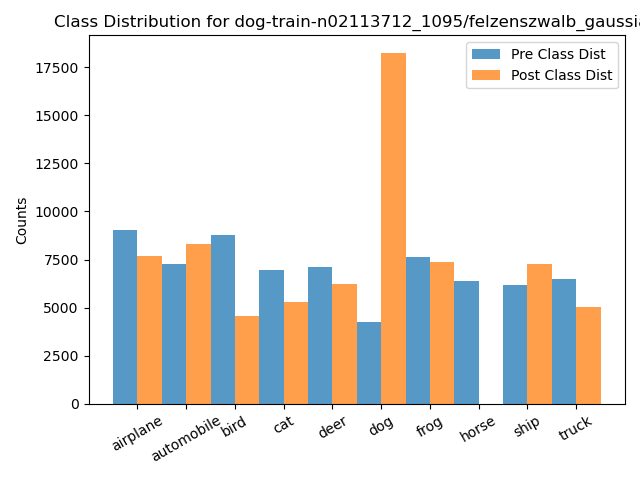 Class Distribution for dog-train-n02113712_1095/felzenszwalb_gaussia
Pre Class Dist
Post Class Dist
Counts
17500
15000
12500
10000
7500
5000
2500
0
airplane
automobile
bird
cat
deer
dog
frog
horse
ship
truck